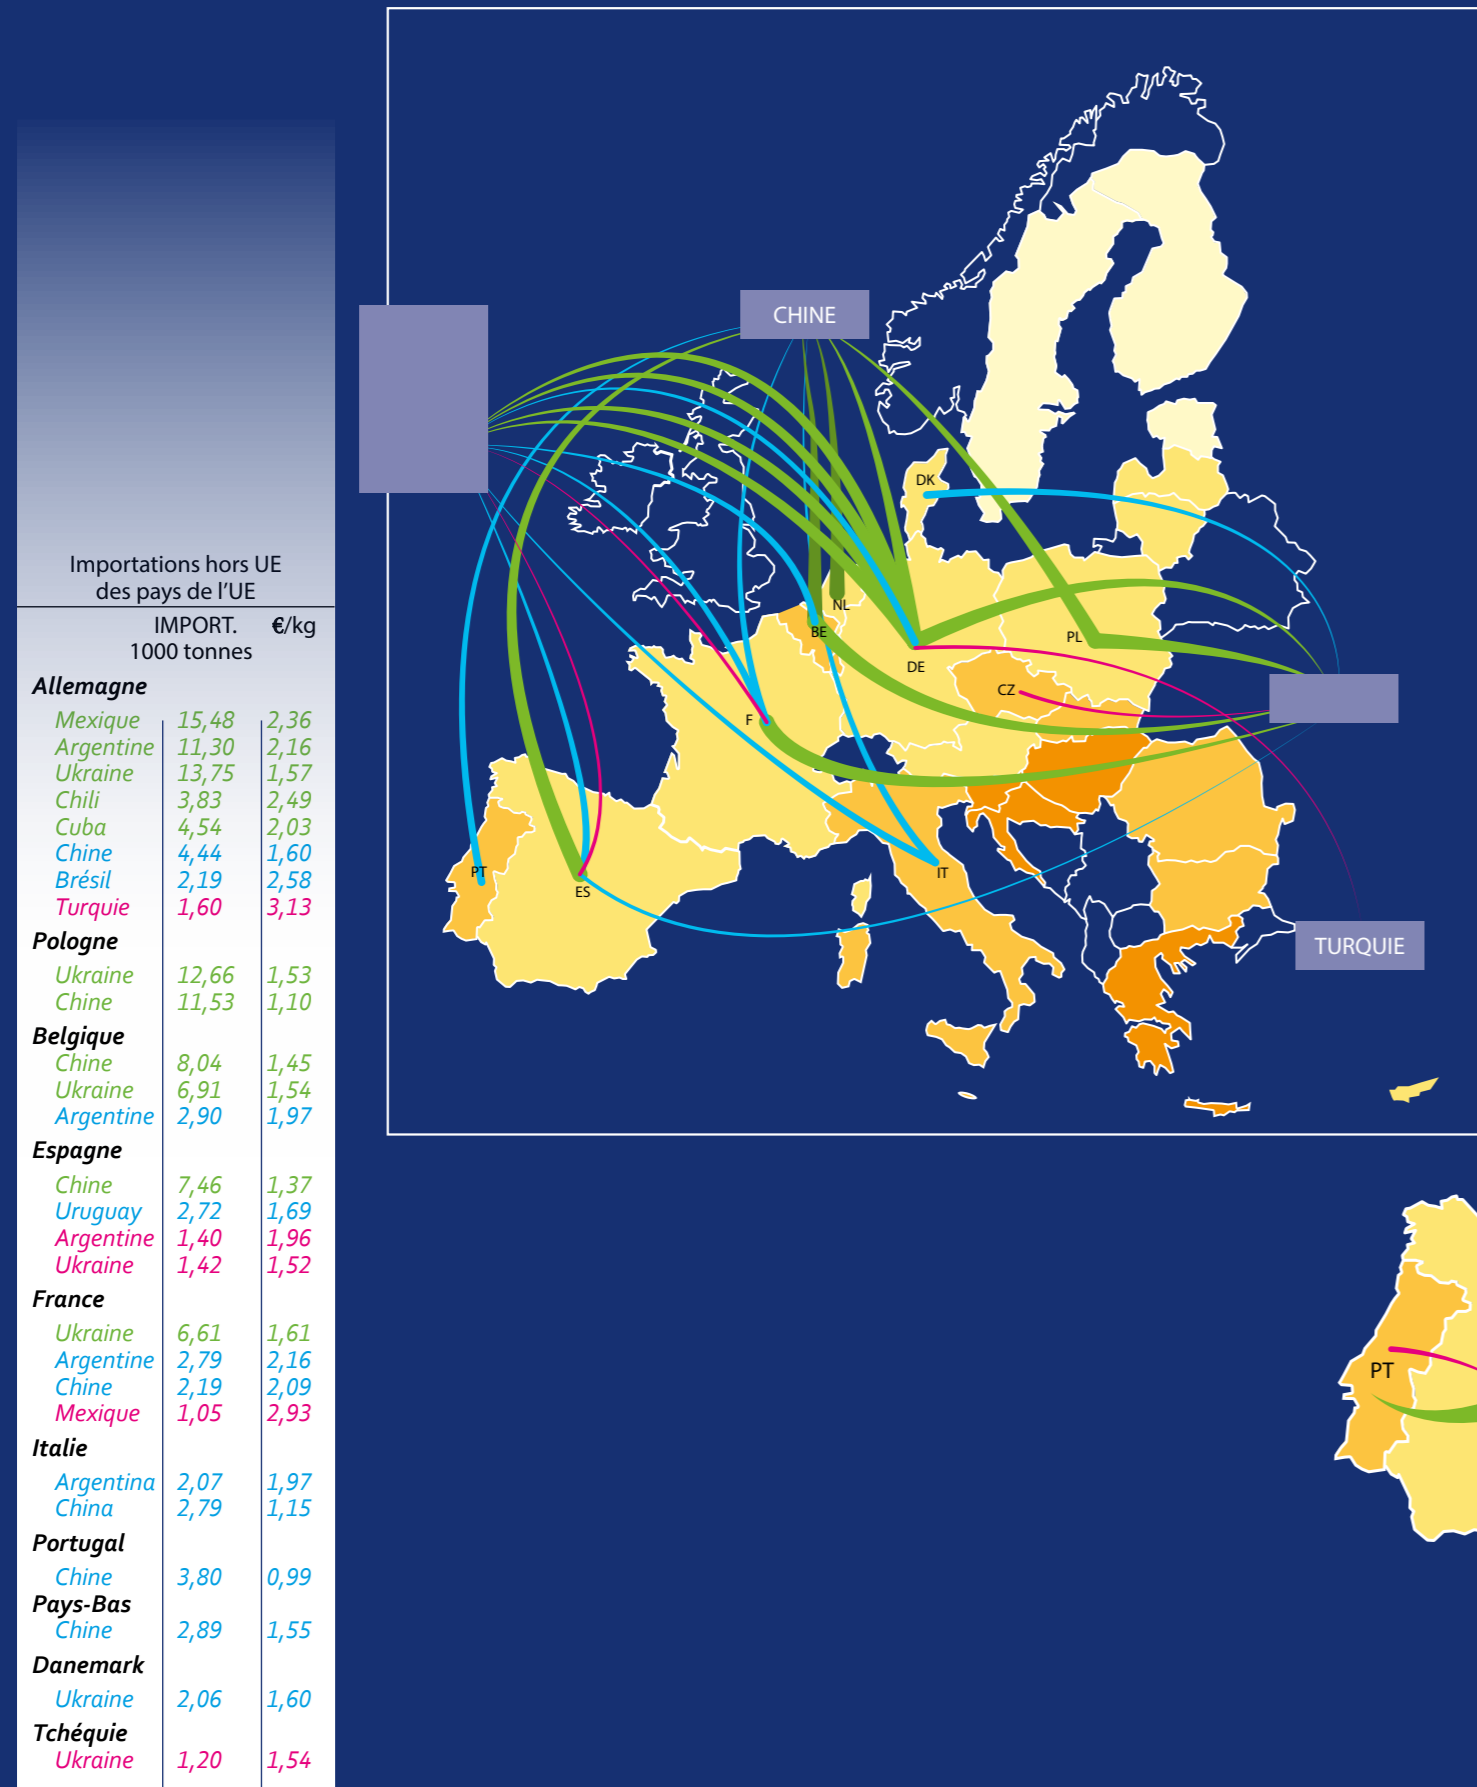 Importations hors UE
des pays de l’UE
IMPORT. €/kg
1000 tonnes
Allemagne
Mexique 15,48 2,36
Argentine 11,30 2,16
Ukraine 13,75 1,57
Chili 3,83 2,49
Cuba 4,54 2,03
Chine 4,44 1,60
Brésil 2,19 2,58
Turquie 1,60 3,13
Pologne
Ukraine 12,66 1,53
Chine 11,53 1,10
Belgique
Chine 8,04 1,45
Ukraine 6,91 1,54
Argentine 2,90 1,97
Espagne
Chine 7,46 1,37
Uruguay 2,72 1,69
Argentine 1,40 1,96
Ukraine 1,42 1,52
France
Ukraine 6,61 1,61
Argentine 2,79 2,16
Chine 2,19 2,09
Mexique 1,05 2,93
Italie
Argentina 2,07 1,97
China 2,79 1,15
Portugal
Chine 3,80 0,99
Pays-Bas
Chine 2,89 1,55
Danemark
Ukraine 2,06 1,60
Tchéquie
Ukraine 1,20 1,54
CHINE
DK
NL
BE
PL
DE
CZ
F
IT
PT
ES
TURQUIE
PT